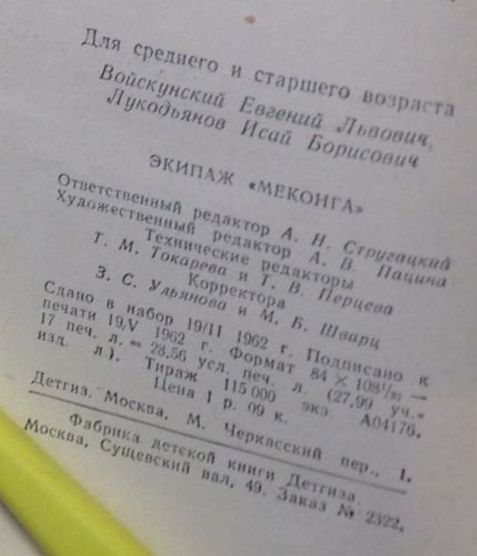 Для среднего и старшего возраста
Войскунский Евгений Львович,
Лукодьянов Исай Борисович
ЭКИПАЖ «МЕКОНГА»
Ответственный редактор А. Н. Стругацкий
Художественный редактор А. В. Пацина
Технические редакторы
Т. М. Токарева и Т. В. Перцева
Корректора
З. С. Ульянова и М. Б. Шварц
Сдано в набор 19/II 1962 г. Подписано к
печати 19/V 1962 г. Формат 84 × 108¹/₃₂ —
17 печ. л. = 28,56 усл. печ. л. (27,99 уч.-
изд. л.). Тираж 115 000 экз. А04176.
Цена 1 р. 09 к.
Детгиз. Москва, М. Черкасский пер., 1.
Фабрика детской книги Детгиза.
Москва, Сущевский вал, 49. Заказ № 2322.